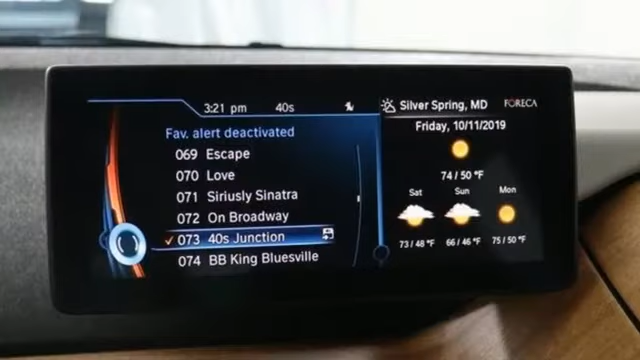 3:21 pm 40s
Fav. alert deactivated
069 Escape
070 Love
071 Siriusly Sinatra
072 On Broadway
073 40s Junction
074 BB King Bluesville
Silver Spring, MD FORECA
Friday, 10/11/2019
74 / 50 °F
Sat Sun Mon
73 / 48 °F 66 / 46 °F 75 / 50 °F